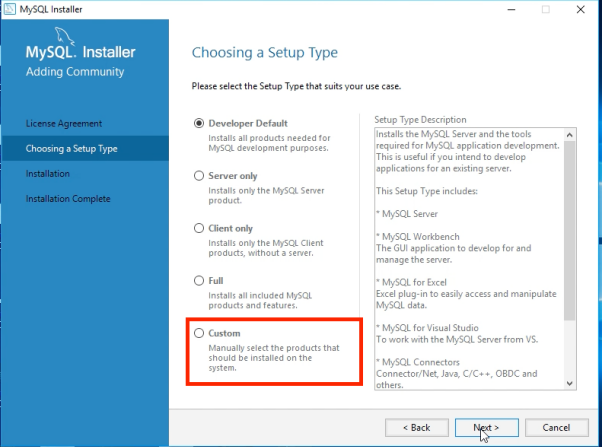 MySQL Installer
MySQL. Installer
Adding Community
License Agreement
Choosing a Setup Type
Installation
Installation Complete
Choosing a Setup Type
Please select the Setup Type that suits your use case.
Developer Default
Installs all products needed for
MySQL development purposes.
Server only
Installs only the MySQL Server
product.
Client only
Installs only the MySQL Client
products, without a server.
Full
Installs all included MySQL
products and features.
Custom
Manually select the products that
should be installed on the
system.
Setup Type Description
Installs the MySQL Server and the tools
required for MySQL application development.
This is useful if you intend to develop
applications for an existing server.
This Setup Type includes:
* MySQL Server
* MySQL Workbench
The GUI application to develop for and
manage the server.
* MySQL for Excel
Excel plug-in to easily access and manipulate
MySQL data.
* MySQL for Visual Studio
To work with the MySQL Server from VS.
* MySQL Connectors
Connector/Net, Java, C/C++, OBDC and
others.
< Back
Next >
Cancel